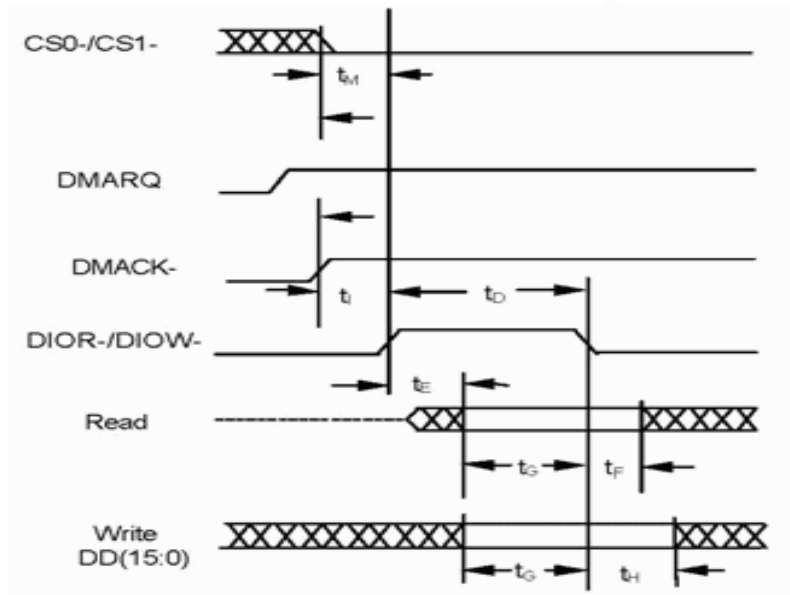 CS0-/CS1-
tM
DMARQ
DMACK-
tI
tD
DIOR-/DIOW-
tE
Read
tG
tF
Write
DD(15:0)
tG
tH